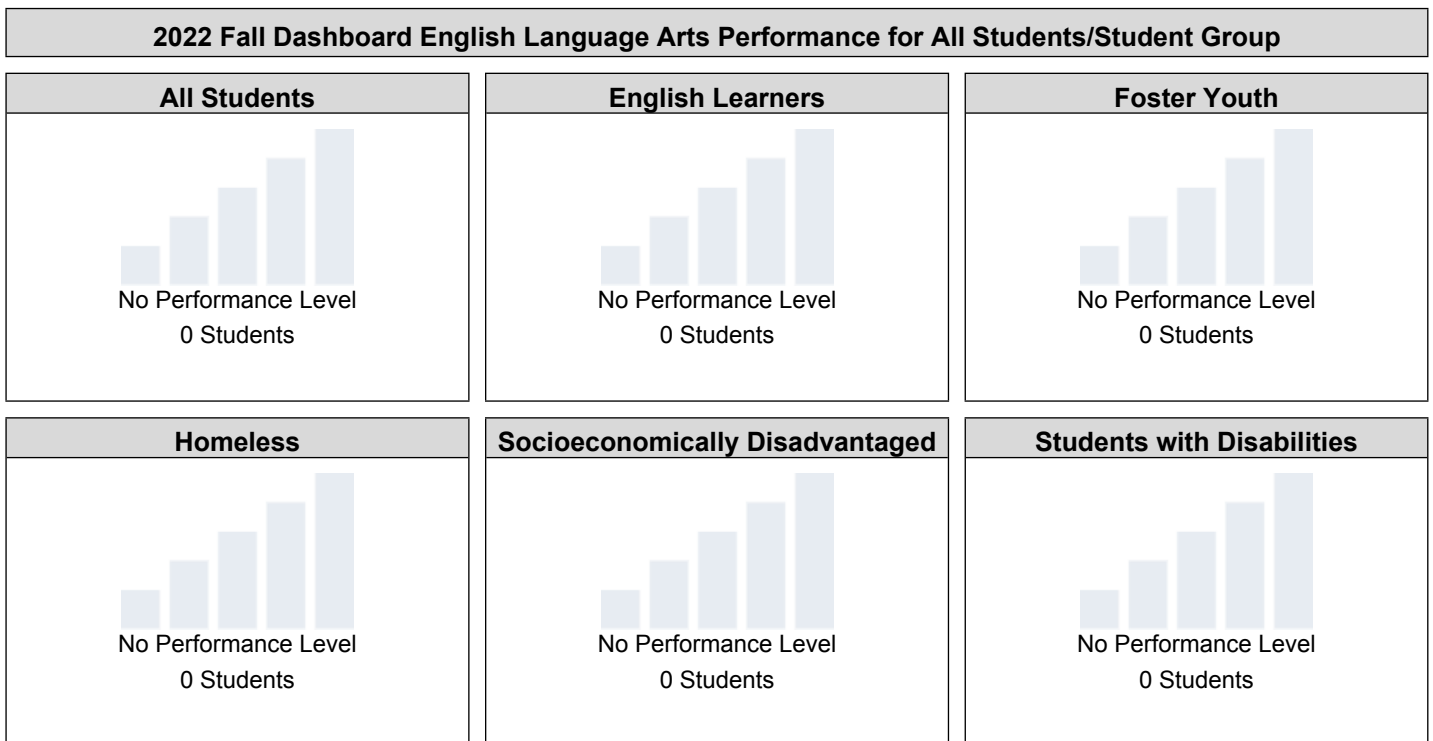 2022 Fall Dashboard English Language Arts Performance for All Students/Student Group
All Students
No Performance Level
0 Students
English Learners
No Performance Level
0 Students
Foster Youth
No Performance Level
0 Students
Homeless
No Performance Level
0 Students
Socioeconomically Disadvantaged
No Performance Level
0 Students
Students with Disabilities
No Performance Level
0 Students